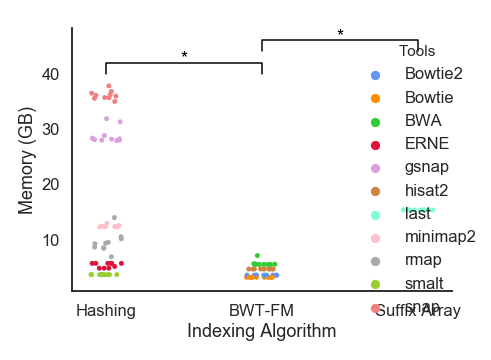 *
*
Tools
Bowtie2
Bowtie
BWA
ERNE
gsnap
hisat2
last
minimap2
rmap
smalt
snap
Memory (GB)
40
30
20
10
Hashing
BWT-FM
Suffix Array
Indexing Algorithm